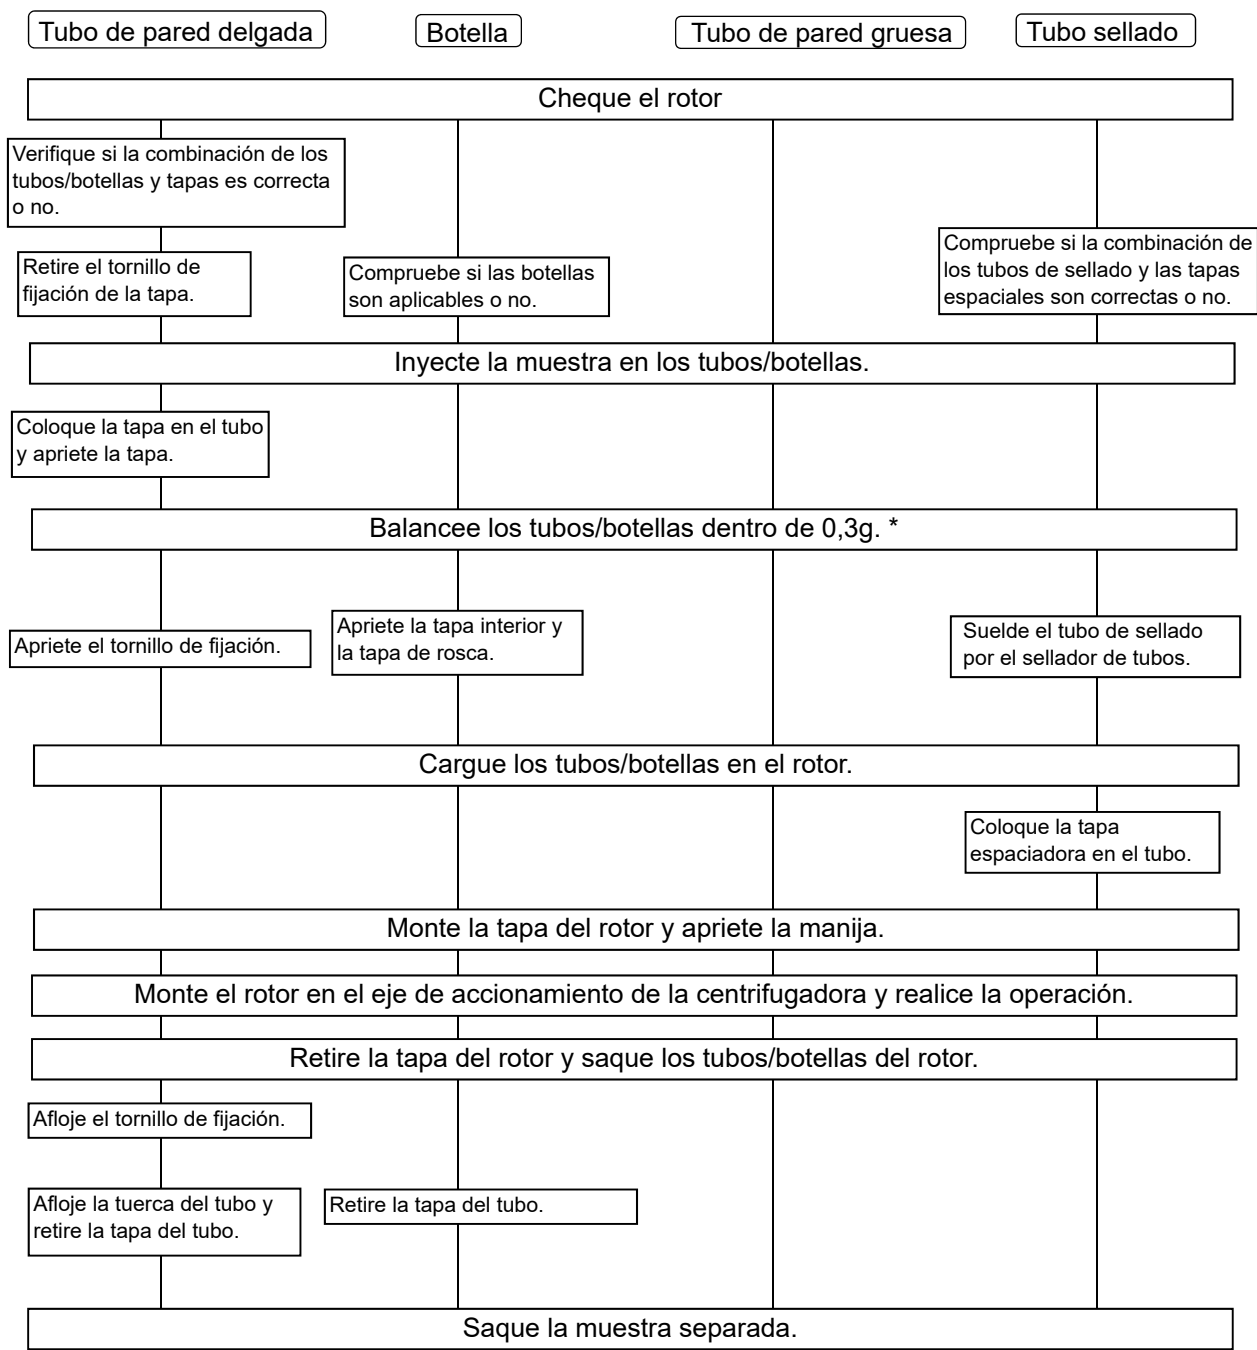 Tubo de pared delgada
Botella
Tubo de pared gruesa
Tubo sellado
Cheque el rotor
Verifique si la combinación de los
tubos/botellas y tapas es correcta
o no.
Retire el tornillo de
fijación de la tapa.
Compruebe si las botellas
son aplicables o no.
Compruebe si la combinación de
los tubos de sellado y las tapas
espaciales son correctas o no.
Inyecte la muestra en los tubos/botellas.
Coloque la tapa en el tubo
y apriete la tapa.
Balancee los tubos/botellas dentro de 0,3g. *
Apriete el tornillo de fijación.
Apriete la tapa interior y
la tapa de rosca.
Suelde el tubo de sellado
por el sellador de tubos.
Cargue los tubos/botellas en el rotor.
Coloque la tapa
espaciadora en el tubo.
Monte la tapa del rotor y apriete la manija.
Monte el rotor en el eje de accionamiento de la centrifugadora y realice la operación.
Retire la tapa del rotor y saque los tubos/botellas del rotor.
Afloje el tornillo de fijación.
Afloje la tuerca del tubo y
retire la tapa del tubo.
Retire la tapa del tubo.
Saque la muestra separada.